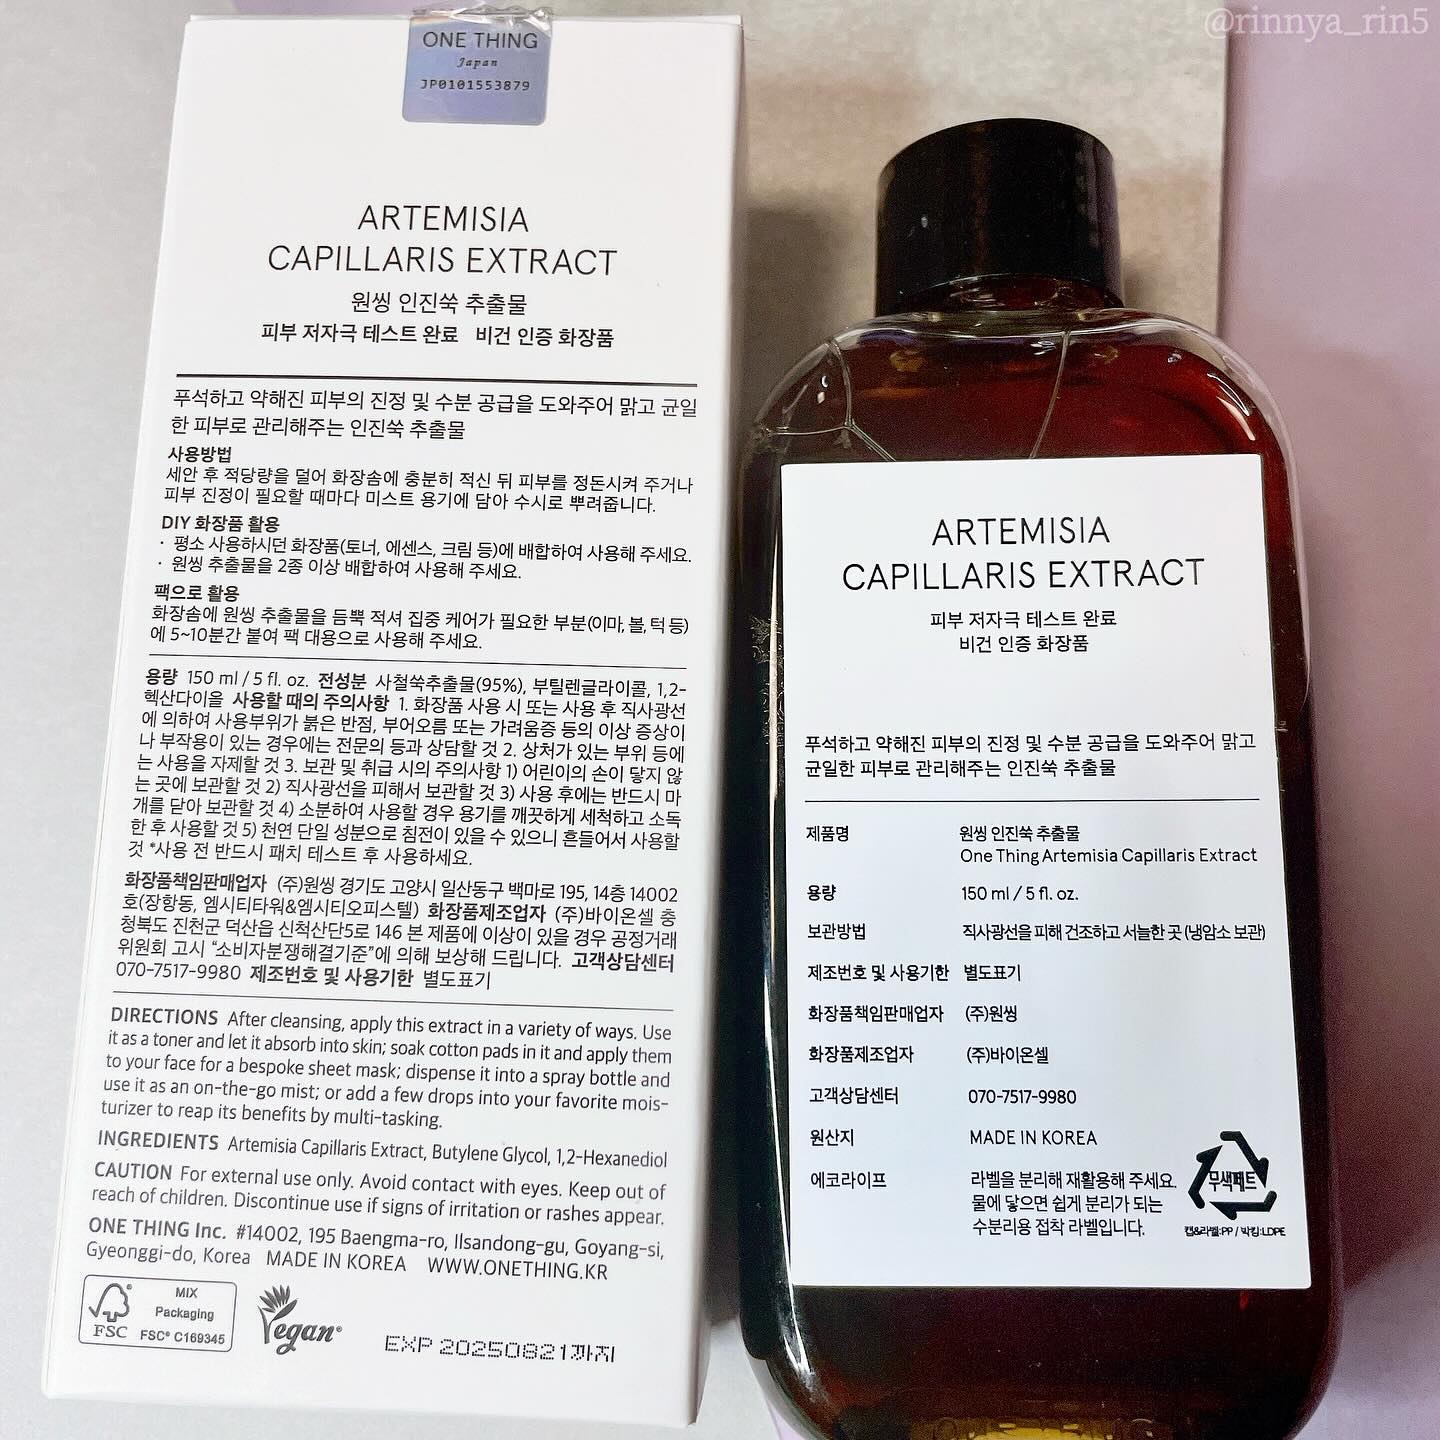 @rinnya_rin5
ONE THING
Japan
JP0101553879
ARTEMISIA
CAPILLARIS EXTRACT
원씽 인진쑥 추출물
피부 저자극 테스트 완료 비건 인증 화장품
푸석하고 약해진 피부의 진정 및 수분 공급을 도와주어 맑고 균일
한 피부로 관리해주는 인진쑥 추출물
사용방법
세안 후 적당량을 덜어 화장솜에 충분히 적신 뒤 피부를 정돈시켜 주거나
피부 진정이 필요할 때마다 미스트 용기에 담아 수시로 뿌려줍니다.
DIY 화장품 활용
· 평소 사용하시던 화장품(토너, 에센스, 크림 등)에 배합하여 사용해 주세요.
· 원씽 추출물을 2종 이상 배합하여 사용해 주세요.
팩으로 활용
화장솜에 원씽 추출물을 듬뿍 적셔 집중 케어가 필요한 부분(이마, 볼, 턱 등)
에 5~10분간 붙여 팩 대용으로 사용해 주세요.
용량 150 ml / 5 fl. oz. 전성분 사철쑥추출물(95%), 부틸렌글라이콜, 1,2-
헥산다이올 사용할 때의 주의사항 1. 화장품 사용 시 또는 사용 후 직사광선
에 의하여 사용부위가 붉은 반점, 부어오름 또는 가려움증 등의 이상 증상이
나 부작용이 있는 경우에는 전문의 등과 상담할 것 2. 상처가 있는 부위 등에
는 사용을 자제할 것 3. 보관 및 취급 시의 주의사항 1) 어린이의 손이 닿지 않
는 곳에 보관할 것 2) 직사광선을 피해서 보관할 것 3) 사용 후에는 반드시 마
개를 닫아 보관할 것 4) 소분하여 사용할 경우 용기를 깨끗하게 세척하고 소독
한 후 사용할 것 5) 천연 단일 성분으로 침전이 있을 수 있으니 흔들어서 사용할
것 *사용 전 반드시 패치 테스트 후 사용하세요.
화장품책임판매업자 (주)원씽 경기도 고양시 일산동구 백마로 195, 14층 14002
호(장항동, 엠시티타워&엠시티오피스텔) 화장품제조업자 (주)바이온셀 충
청북도 진천군 덕산읍 신척산단5로 146 본 제품에 이상이 있을 경우 공정거래
위원회 고시 "소비자분쟁해결기준"에 의해 보상해 드립니다. 고객상담센터
070-7517-9980 제조번호 및 사용기한 별도표기
DIRECTIONS After cleansing, apply this extract in a variety of ways. Use
it as a toner and let it absorb into skin; soak cotton pads in it and apply them
to your face for a bespoke sheet mask; dispense it into a spray bottle and
use it as an on-the-go mist; or add a few drops into your favorite mois-
turizer to reap its benefits by multi-tasking.
INGREDIENTS Artemisia Capillaris Extract, Butylene Glycol, 1,2-Hexanediol
CAUTION For external use only. Avoid contact with eyes. Keep out of
reach of children. Discontinue use if signs of irritation or rashes appear.
ONE THING Inc. #14002, 195 Baengma-ro, Ilsandong-gu, Goyang-si,
Gyeonggi-do, Korea MADE IN KOREA WWW.ONETHING.KR
FSC
MIX
Packaging
FSC® C169345
Vegan®
EXP 20250821까지
ARTEMISIA
CAPILLARIS EXTRACT
피부 저자극 테스트 완료
비건 인증 화장품
푸석하고 약해진 피부의 진정 및 수분 공급을 도와주어 맑고
균일한 피부로 관리해주는 인진쑥 추출물
제품명 원씽 인진쑥 추출물
One Thing Artemisia Capillaris Extract
용량 150 ml / 5 fl. oz.
보관방법 직사광선을 피해 건조하고 서늘한 곳 (냉암소 보관)
제조번호 및 사용기한 별도표기
화장품책임판매업자 (주)원씽
화장품제조업자 (주)바이온셀
고객상담센터 070-7517-9980
원산지 MADE IN KOREA
에코라이프 라벨을 분리해 재활용해 주세요.
물에 닿으면 쉽게 분리가 되는
수분리용 접착 라벨입니다.
무색페트
캡&라벨:PP / 박킹:LDPE